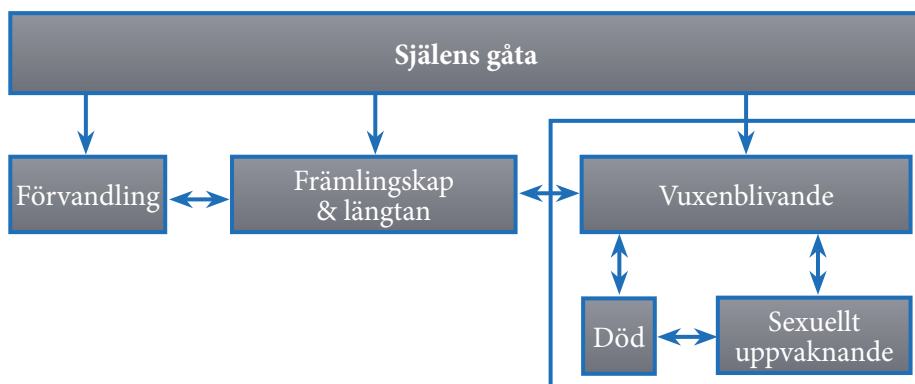 Själens gåta
Förvandling
Främlingskap
& längtan
Vuxenblivande
Död
Sexuellt
uppvaknande